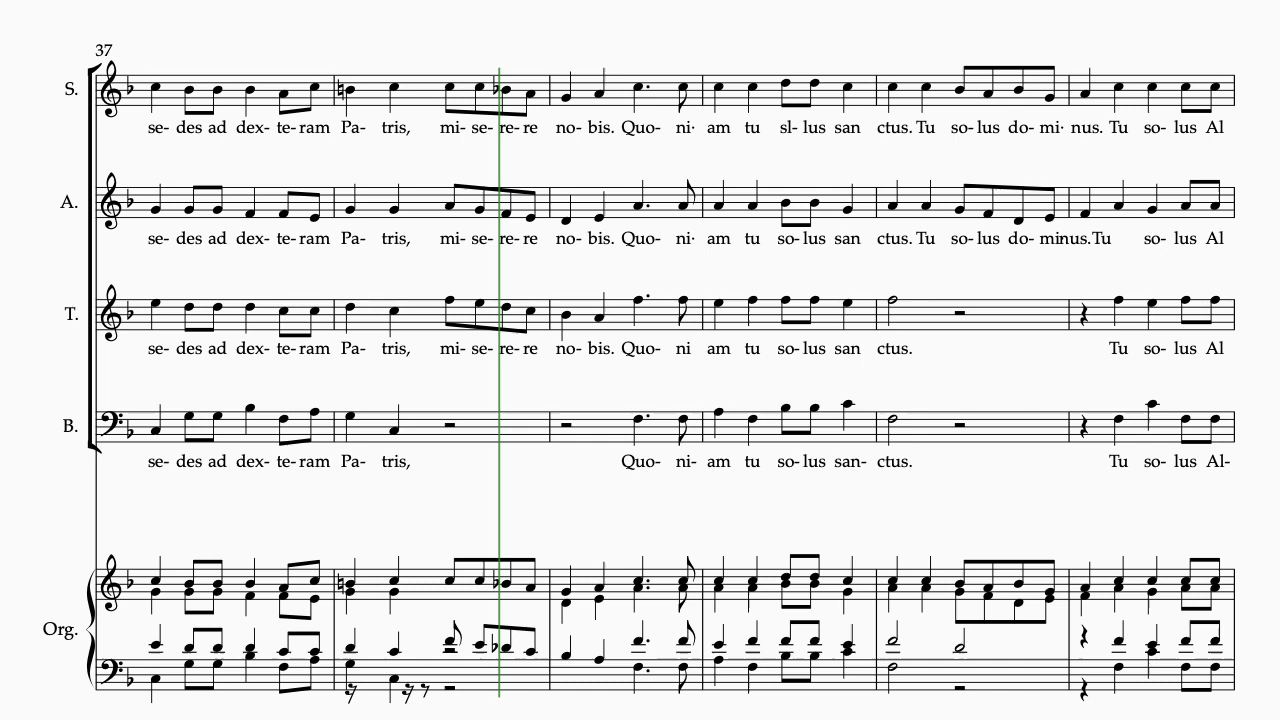 37
S.
se- des ad dex- te- ram Pa- tris, mi- se- re- re no- bis. Quo- ni· am tu sl- lus san ctus. Tu so- lus do- mi· nus. Tu so- lus Al
A.
se- des ad dex- te- ram Pa- tris, mi- se- re- re no- bis. Quo- ni· am tu so- lus san ctus. Tu so- lus do- minus.Tu so- lus Al
T.
se- des ad dex- te- ram Pa- tris, mi- se- re- re no- bis. Quo- ni am tu so- lus san ctus. Tu so- lus Al
B.
se- des ad dex- te- ram Pa- tris, Quo- ni- am tu so- lus san- ctus. Tu so- lus Al-
Org.